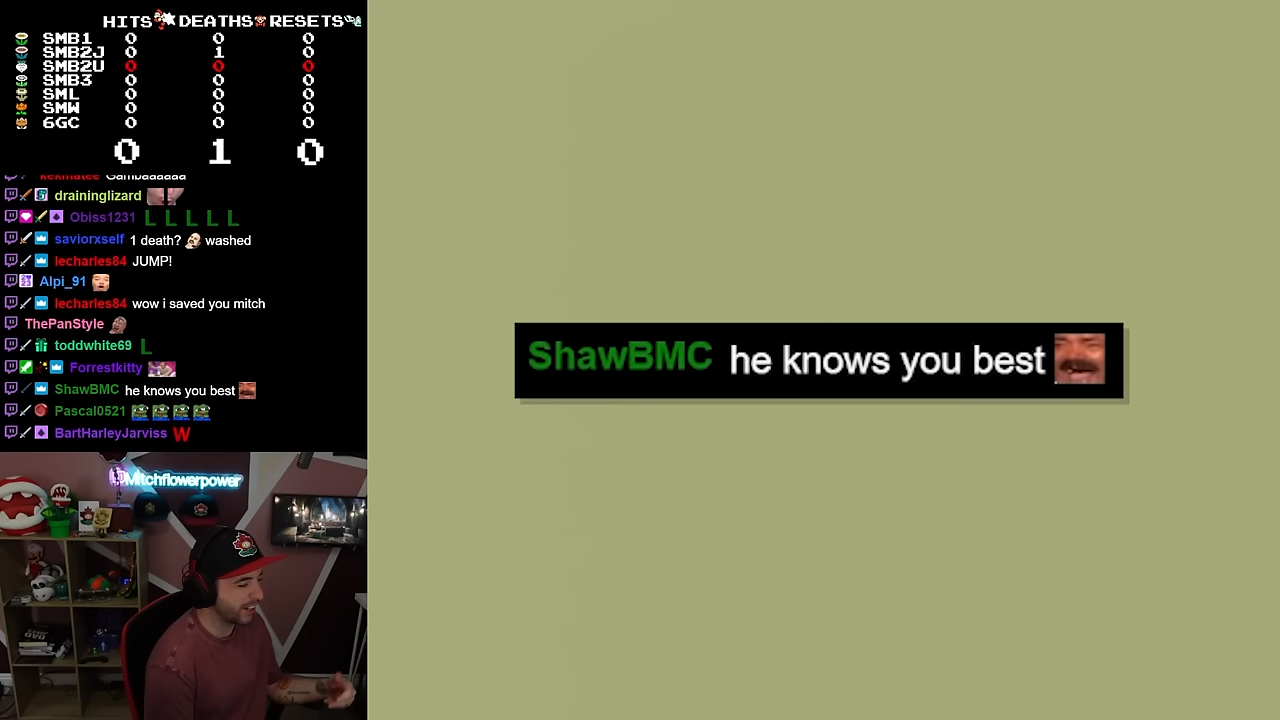 HITS DEATHS RESETS
SMB1 0 0 0
SMB2J 0 1 0
SMB2U 0 0 0
SMB3 0 0 0
SML 0 0 0
SMW 0 0 0
6GC 0 0 0
0 1 0
rekmatee Gambaaaaaa
draininglizard
Obiss1231 L L L L L
saviorxself 1 death? washed
lecharles84 JUMP!
Alpi_91
lecharles84 wow i saved you mitch
ThePanStyle
toddwhite69 L
Forrestkitty
ShawBMC he knows you best
Pascal0521
BartHarleyJarviss W
Mitchflowerpower
ShawBMC he knows you best